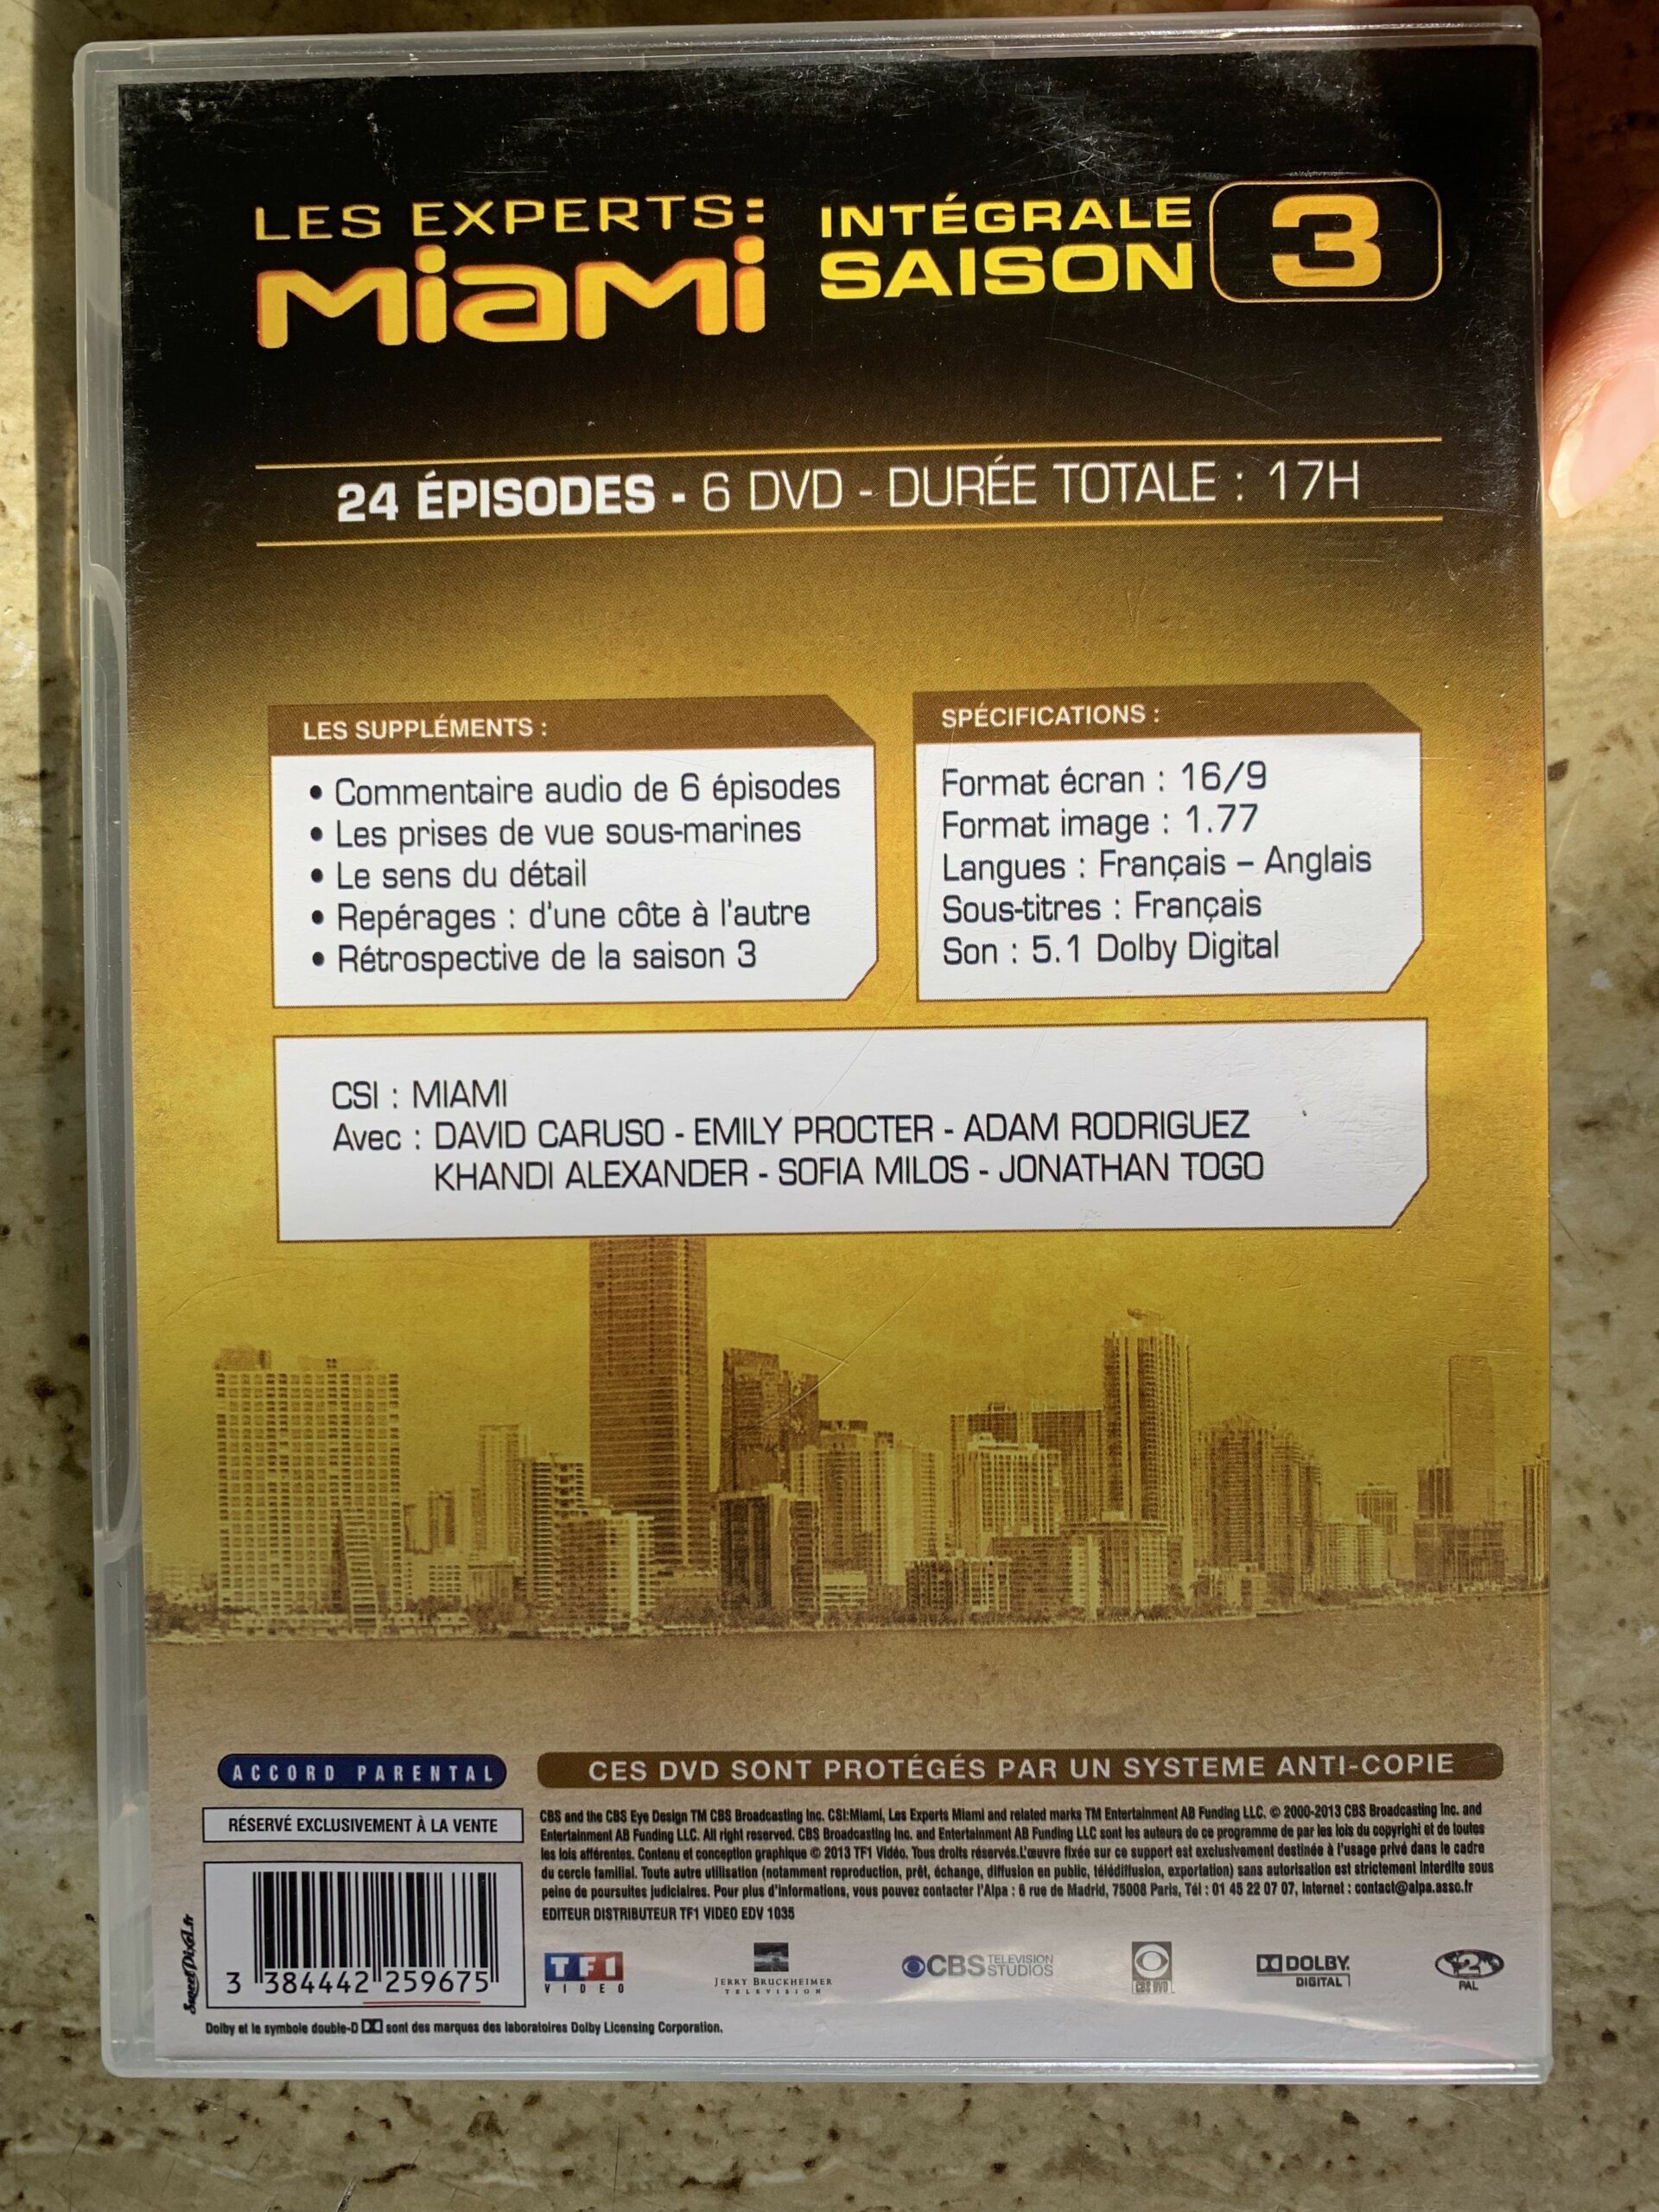 LES EXPERTS:
MIAMI
INTÉGRALE
SAISON
3
24 ÉPISODES - 6 DVD - DURÉE TOTALE : 17H
LES SUPPLÉMENTS :
• Commentaire audio de 6 épisodes
• Les prises de vue sous-marines
• Le sens du détail
• Repérages : d'une côte à l'autre
• Rétrospective de la saison 3
SPÉCIFICATIONS :
Format écran : 16/9
Format image : 1.77
Langues : Français – Anglais
Sous-titres : Français
Son : 5.1 Dolby Digital
CSI : MIAMI
Avec : DAVID CARUSO - EMILY PROCTER - ADAM RODRIGUEZ
KHANDI ALEXANDER - SOFIA MILOS - JONATHAN TOGO
ACCORD PARENTAL
CES DVD SONT PROTÉGÉS PAR UN SYSTEME ANTI-COPIE
RÉSERVÉ EXCLUSIVEMENT À LA VENTE
CBS and the CBS Eye Design TM CBS Broadcasting Inc. CSI:Miami, Les Experts Miami and related marks TM Entertainment AB Funding LLC. © 2000-2013 CBS Broadcasting Inc. and
Entertainment AB Funding LLC. All right reserved. CBS Broadcasting Inc. and Entertainment AB Funding LLC sont les auteurs de ce programme de par les lois du copyright et de toutes
les lois afférentes. Contenu et conception graphique © 2013 TF1 Vidéo. Tous droits réservés.L'œuvre fixée sur ce support est exclusivement destinée à l'usage privé dans le cadre
du cercle familial. Toute autre utilisation (notamment reproduction, prêt, échange, diffusion en public, télédiffusion, exportation) sans autorisation est strictement interdite sous
peine de poursuites judiciaires. Pour plus d'informations, vous pouvez contacter l'Alpa : 6 rue de Madrid, 75008 Paris, Tél : 01 45 22 07 07, Internet : contact@alpa.asso.fr
EDITEUR DISTRIBUTEUR TF1 VIDEO EDV 1035
SweetPixel.fr
3 384442 259675
TF1
VIDEO
JERRY BRUCKHEIMER
TELEVISION
CBS TELEVISION
STUDIOS
CBS DVD
DOLBY
DIGITAL
2
PAL
Dolby et le symbole double-D sont des marques des laboratoires Dolby Licensing Corporation.